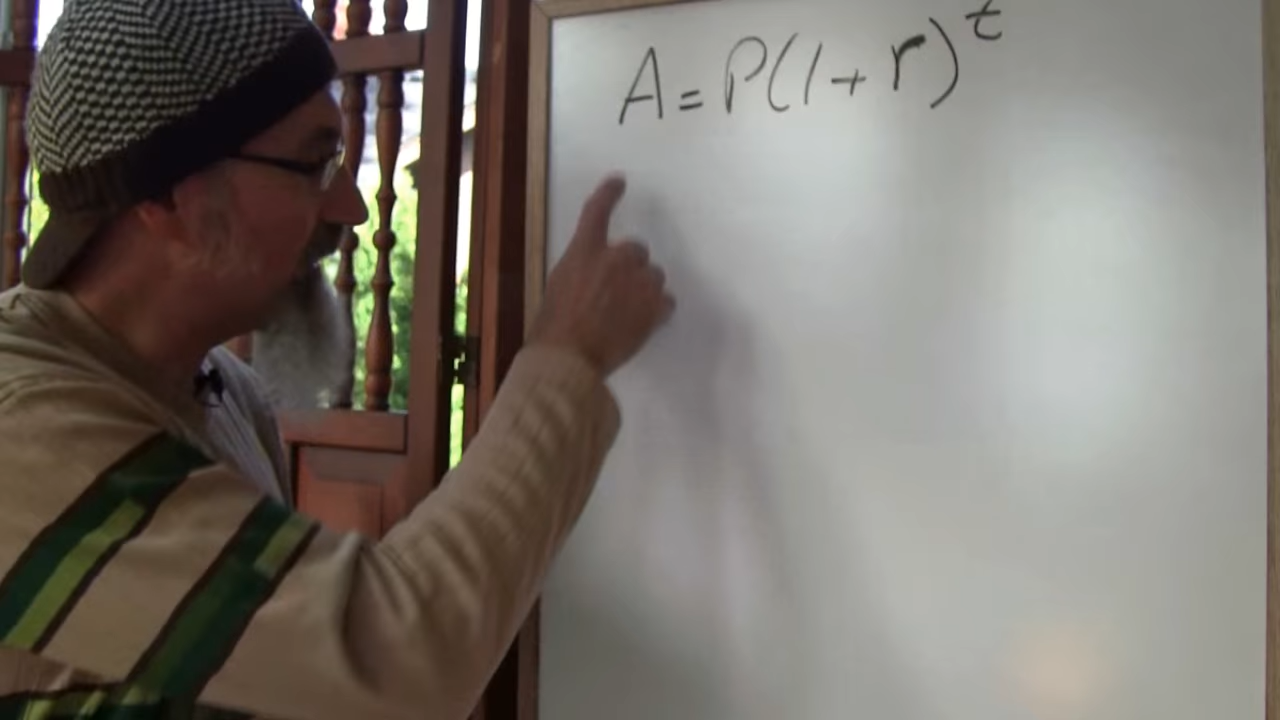 A = P(1 + r)^t